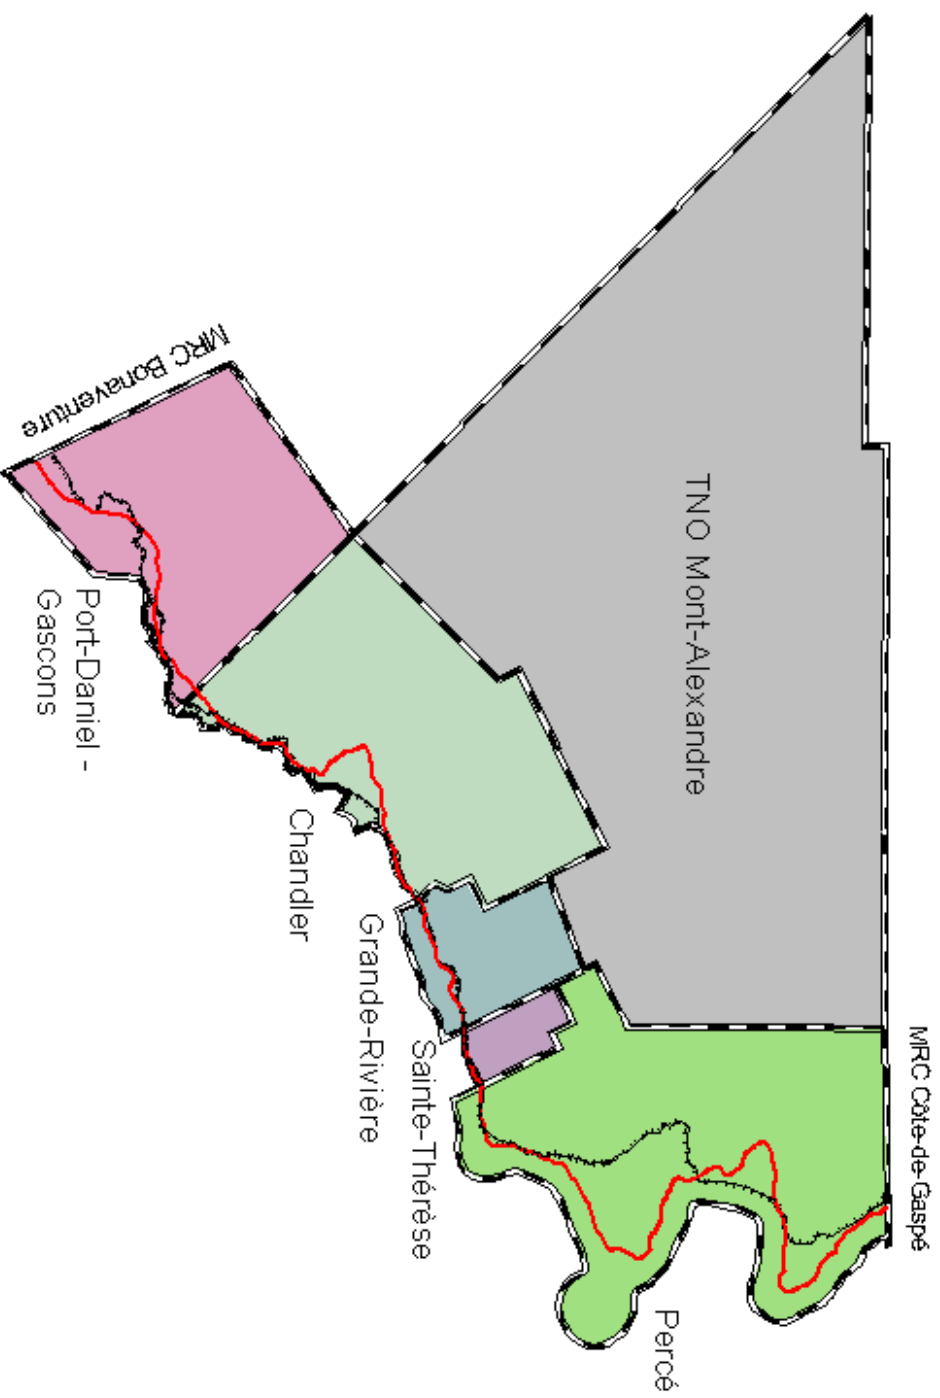 MRC Côte-de-Gaspé
TNO Mont-Alexandre
MRC Bonaventure
Port-Daniel -
Gascons
Chandler
Grande-Rivière
Sainte-Thérèse
Percé